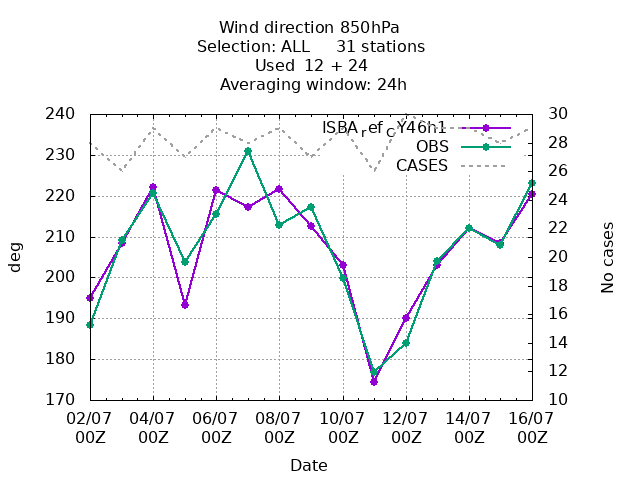 Wind direction 850hPa
Selection: ALL 31 stations
Used 12 + 24
Averaging window: 24h
240 30
ISBA_ref_CY46h1
OBS
CASES
230 28
26
220 24
210 22
20
200 18
190 16
14
180 12
170 10
deg
No cases
02/07 04/07 06/07 08/07 10/07 12/07 14/07 16/07
00Z 00Z 00Z 00Z 00Z 00Z 00Z 00Z
Date